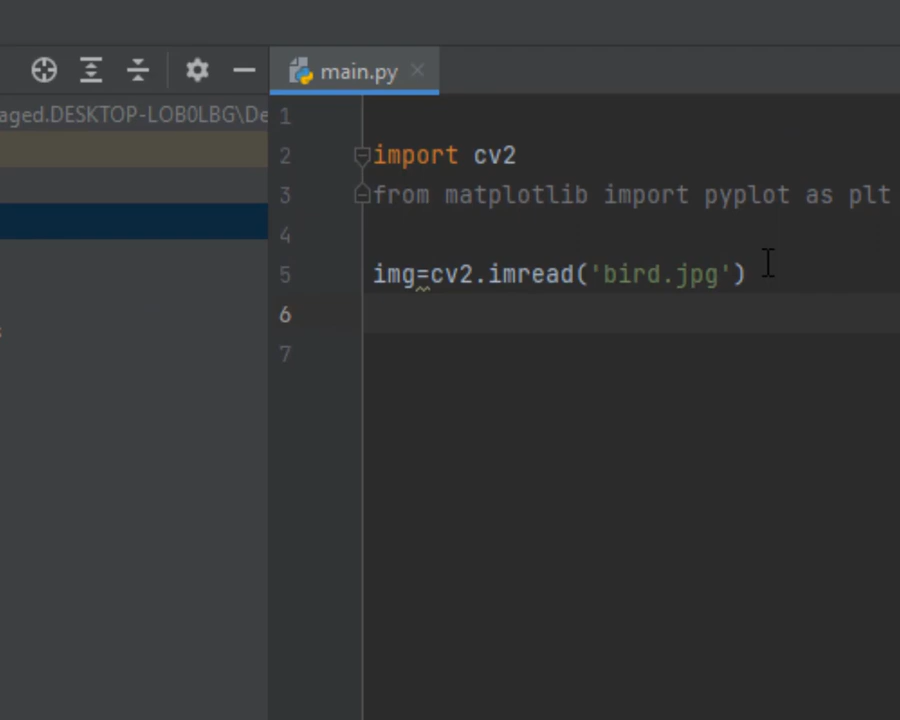 main.py
aged.DESKTOP-LOB0LBG\De
1
2 import cv2
3 from matplotlib import pyplot as plt
4
5 img=cv2.imread('bird.jpg')
6
7